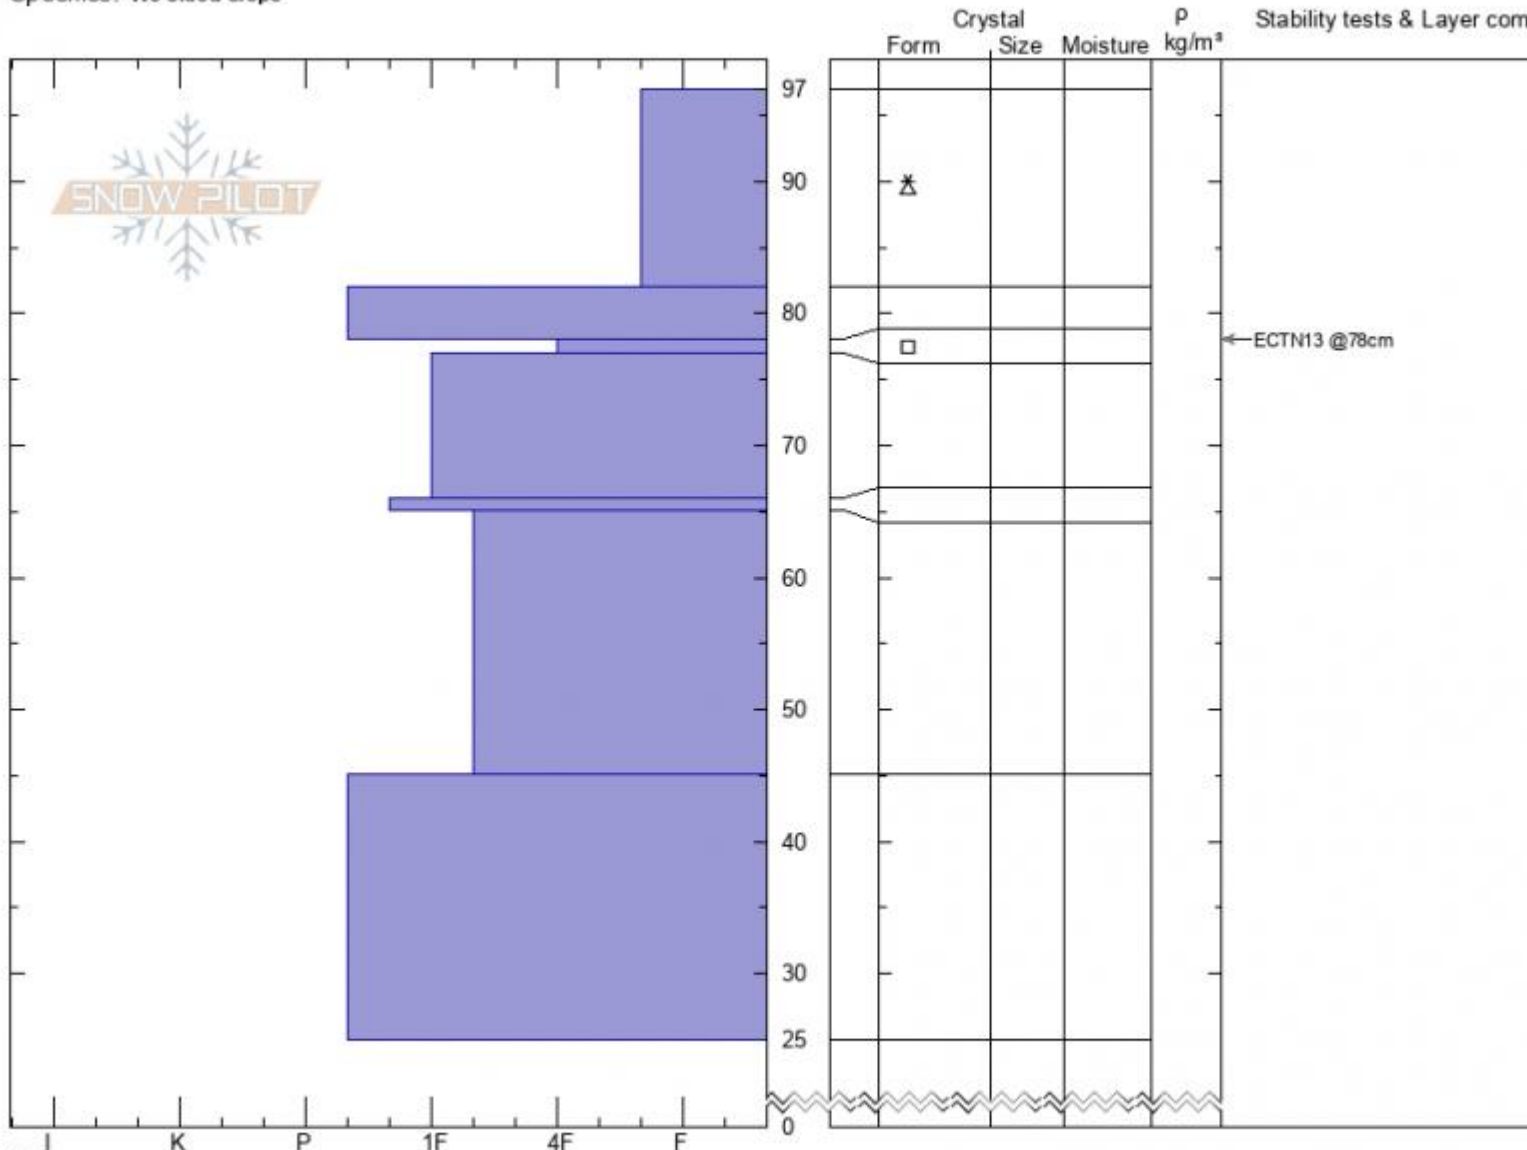 Crystal
ρ
Stability tests & Layer com
Form
Size
Moisture
kg/m³
SNOW PILOT
97
90
80
70
60
50
40
30
25
0
ECTN13 @78cm
I
K
P
1F
4F
F